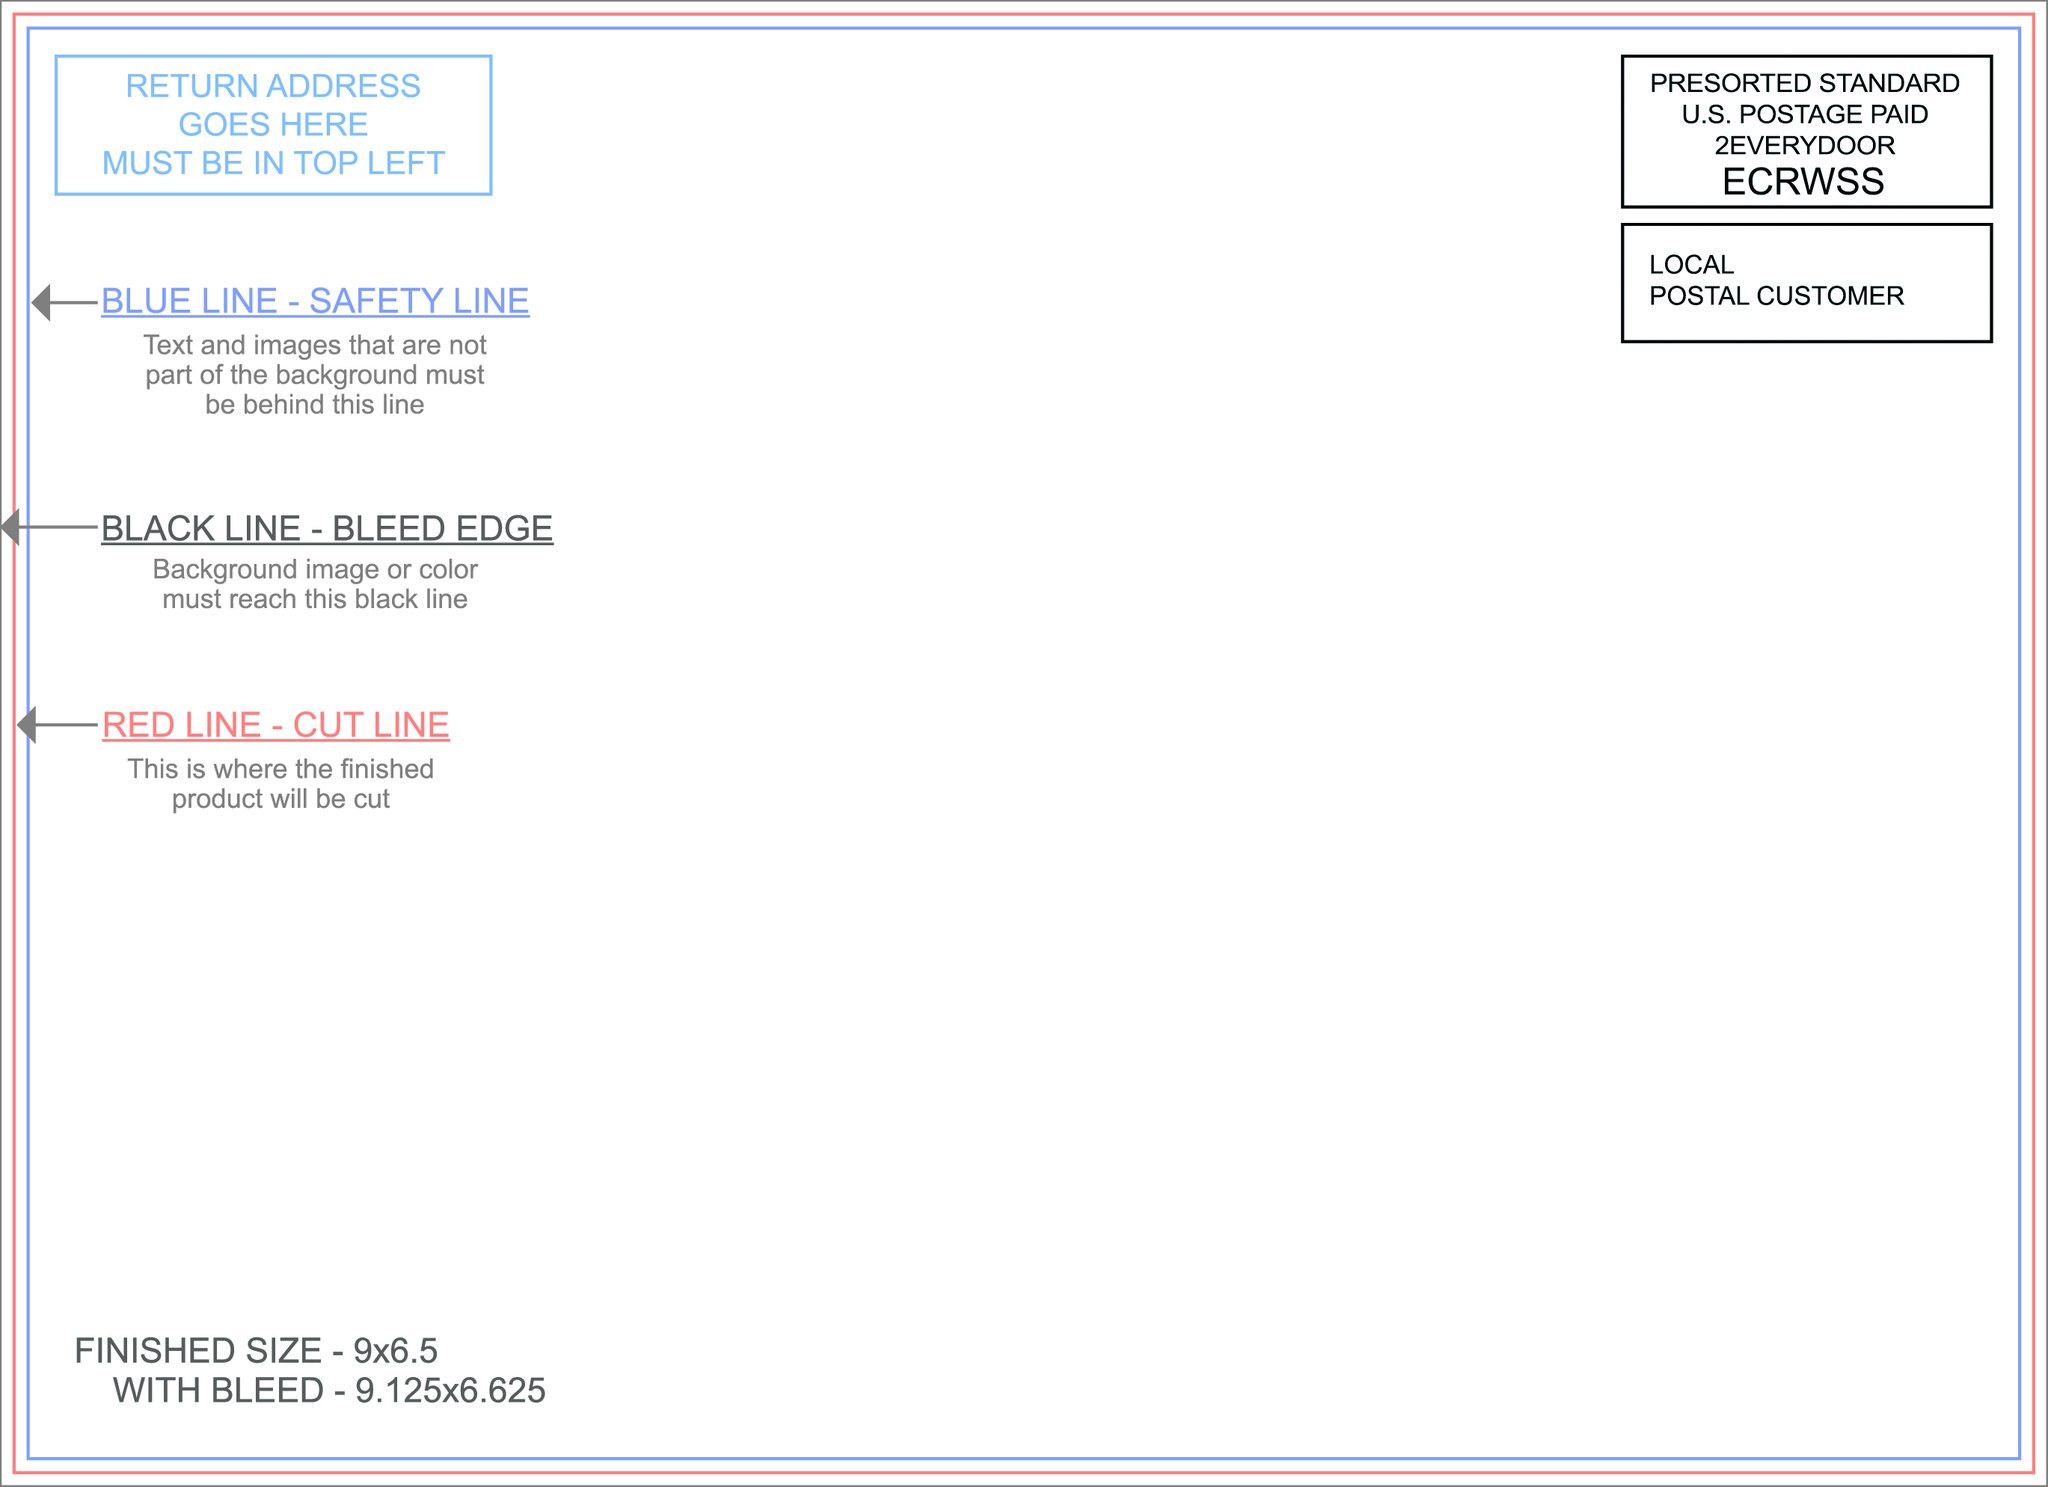 RETURN ADDRESS
GOES HERE
MUST BE IN TOP LEFT
PRESORTED STANDARD
U.S. POSTAGE PAID
2EVERYDOOR
ECRWSS
LOCAL
POSTAL CUSTOMER
BLUE LINE - SAFETY LINE
Text and images that are not
part of the background must
be behind this line
BLACK LINE - BLEED EDGE
Background image or color
must reach this black line
RED LINE - CUT LINE
This is where the finished
product will be cut
FINISHED SIZE - 9x6.5
WITH BLEED - 9.125x6.625